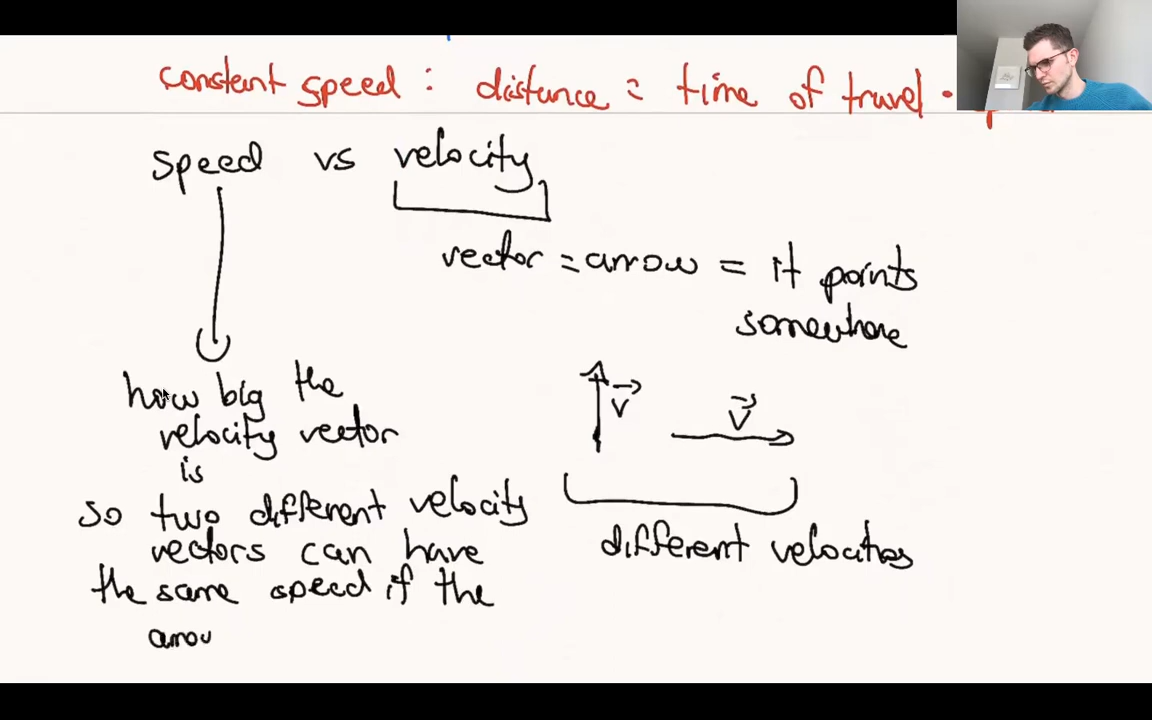 constant speed : distance = time of travel ·
speed vs velocity
vector = arrow = it points
somewhere
how big the
velocity vector
is
so two different velocity
vectors can have
the same speed if the
arrow
v⃗
v⃗
different velocities